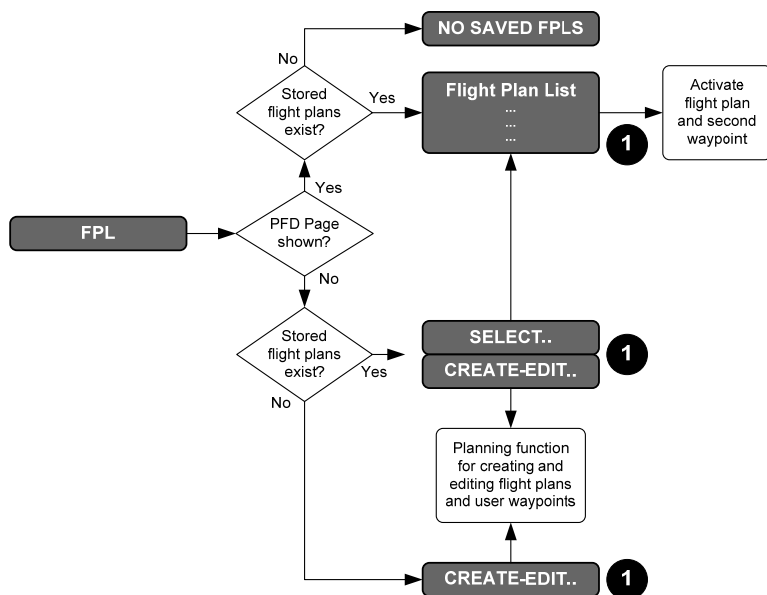 NO SAVED FPLS
No
Stored
flight plans
exist?
Yes
Flight Plan List
...
...
...
1
Activate
flight plan
and second
waypoint
Yes
FPL
PFD Page
shown?
No
Stored
flight plans
exist?
Yes
No
SELECT..
CREATE-EDIT..
1
Planning function
for creating and
editing flight plans
and user waypoints
CREATE-EDIT..
1